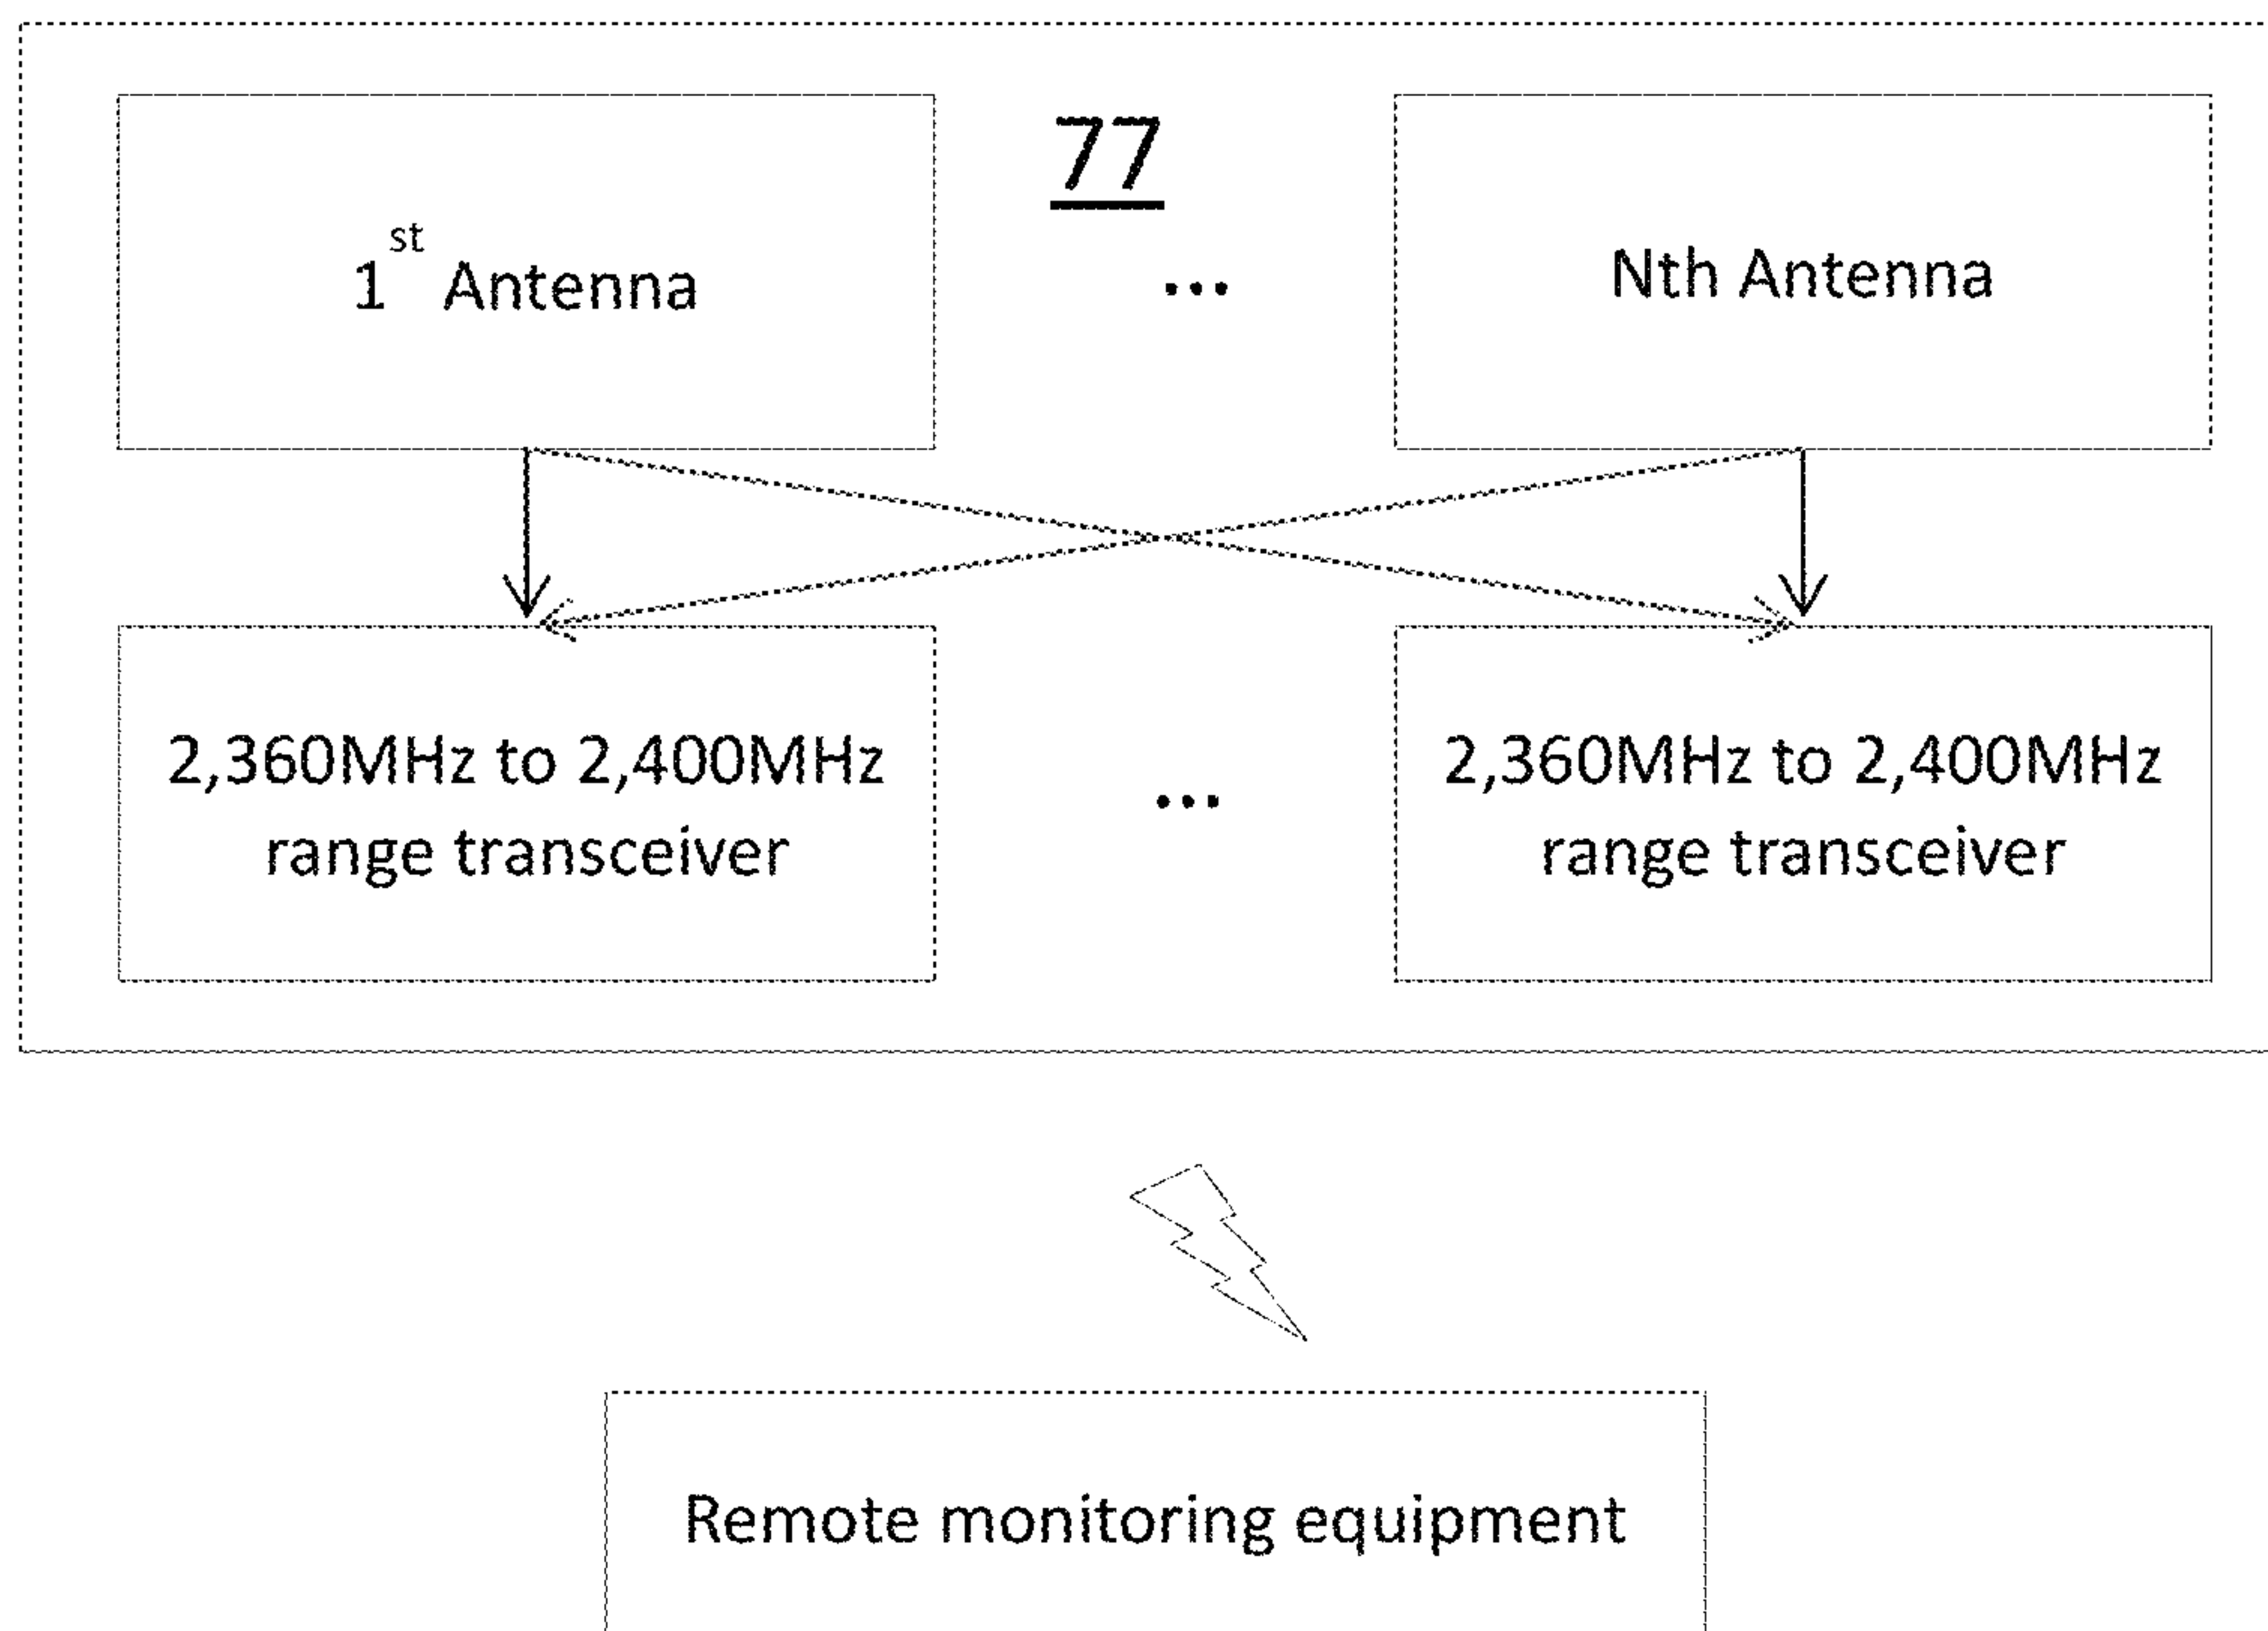 77
1st Antenna
...
Nth Antenna
2,360MHz to 2,400MHz
range transceiver
...
2,360MHz to 2,400MHz
range transceiver
Remote monitoring equipment